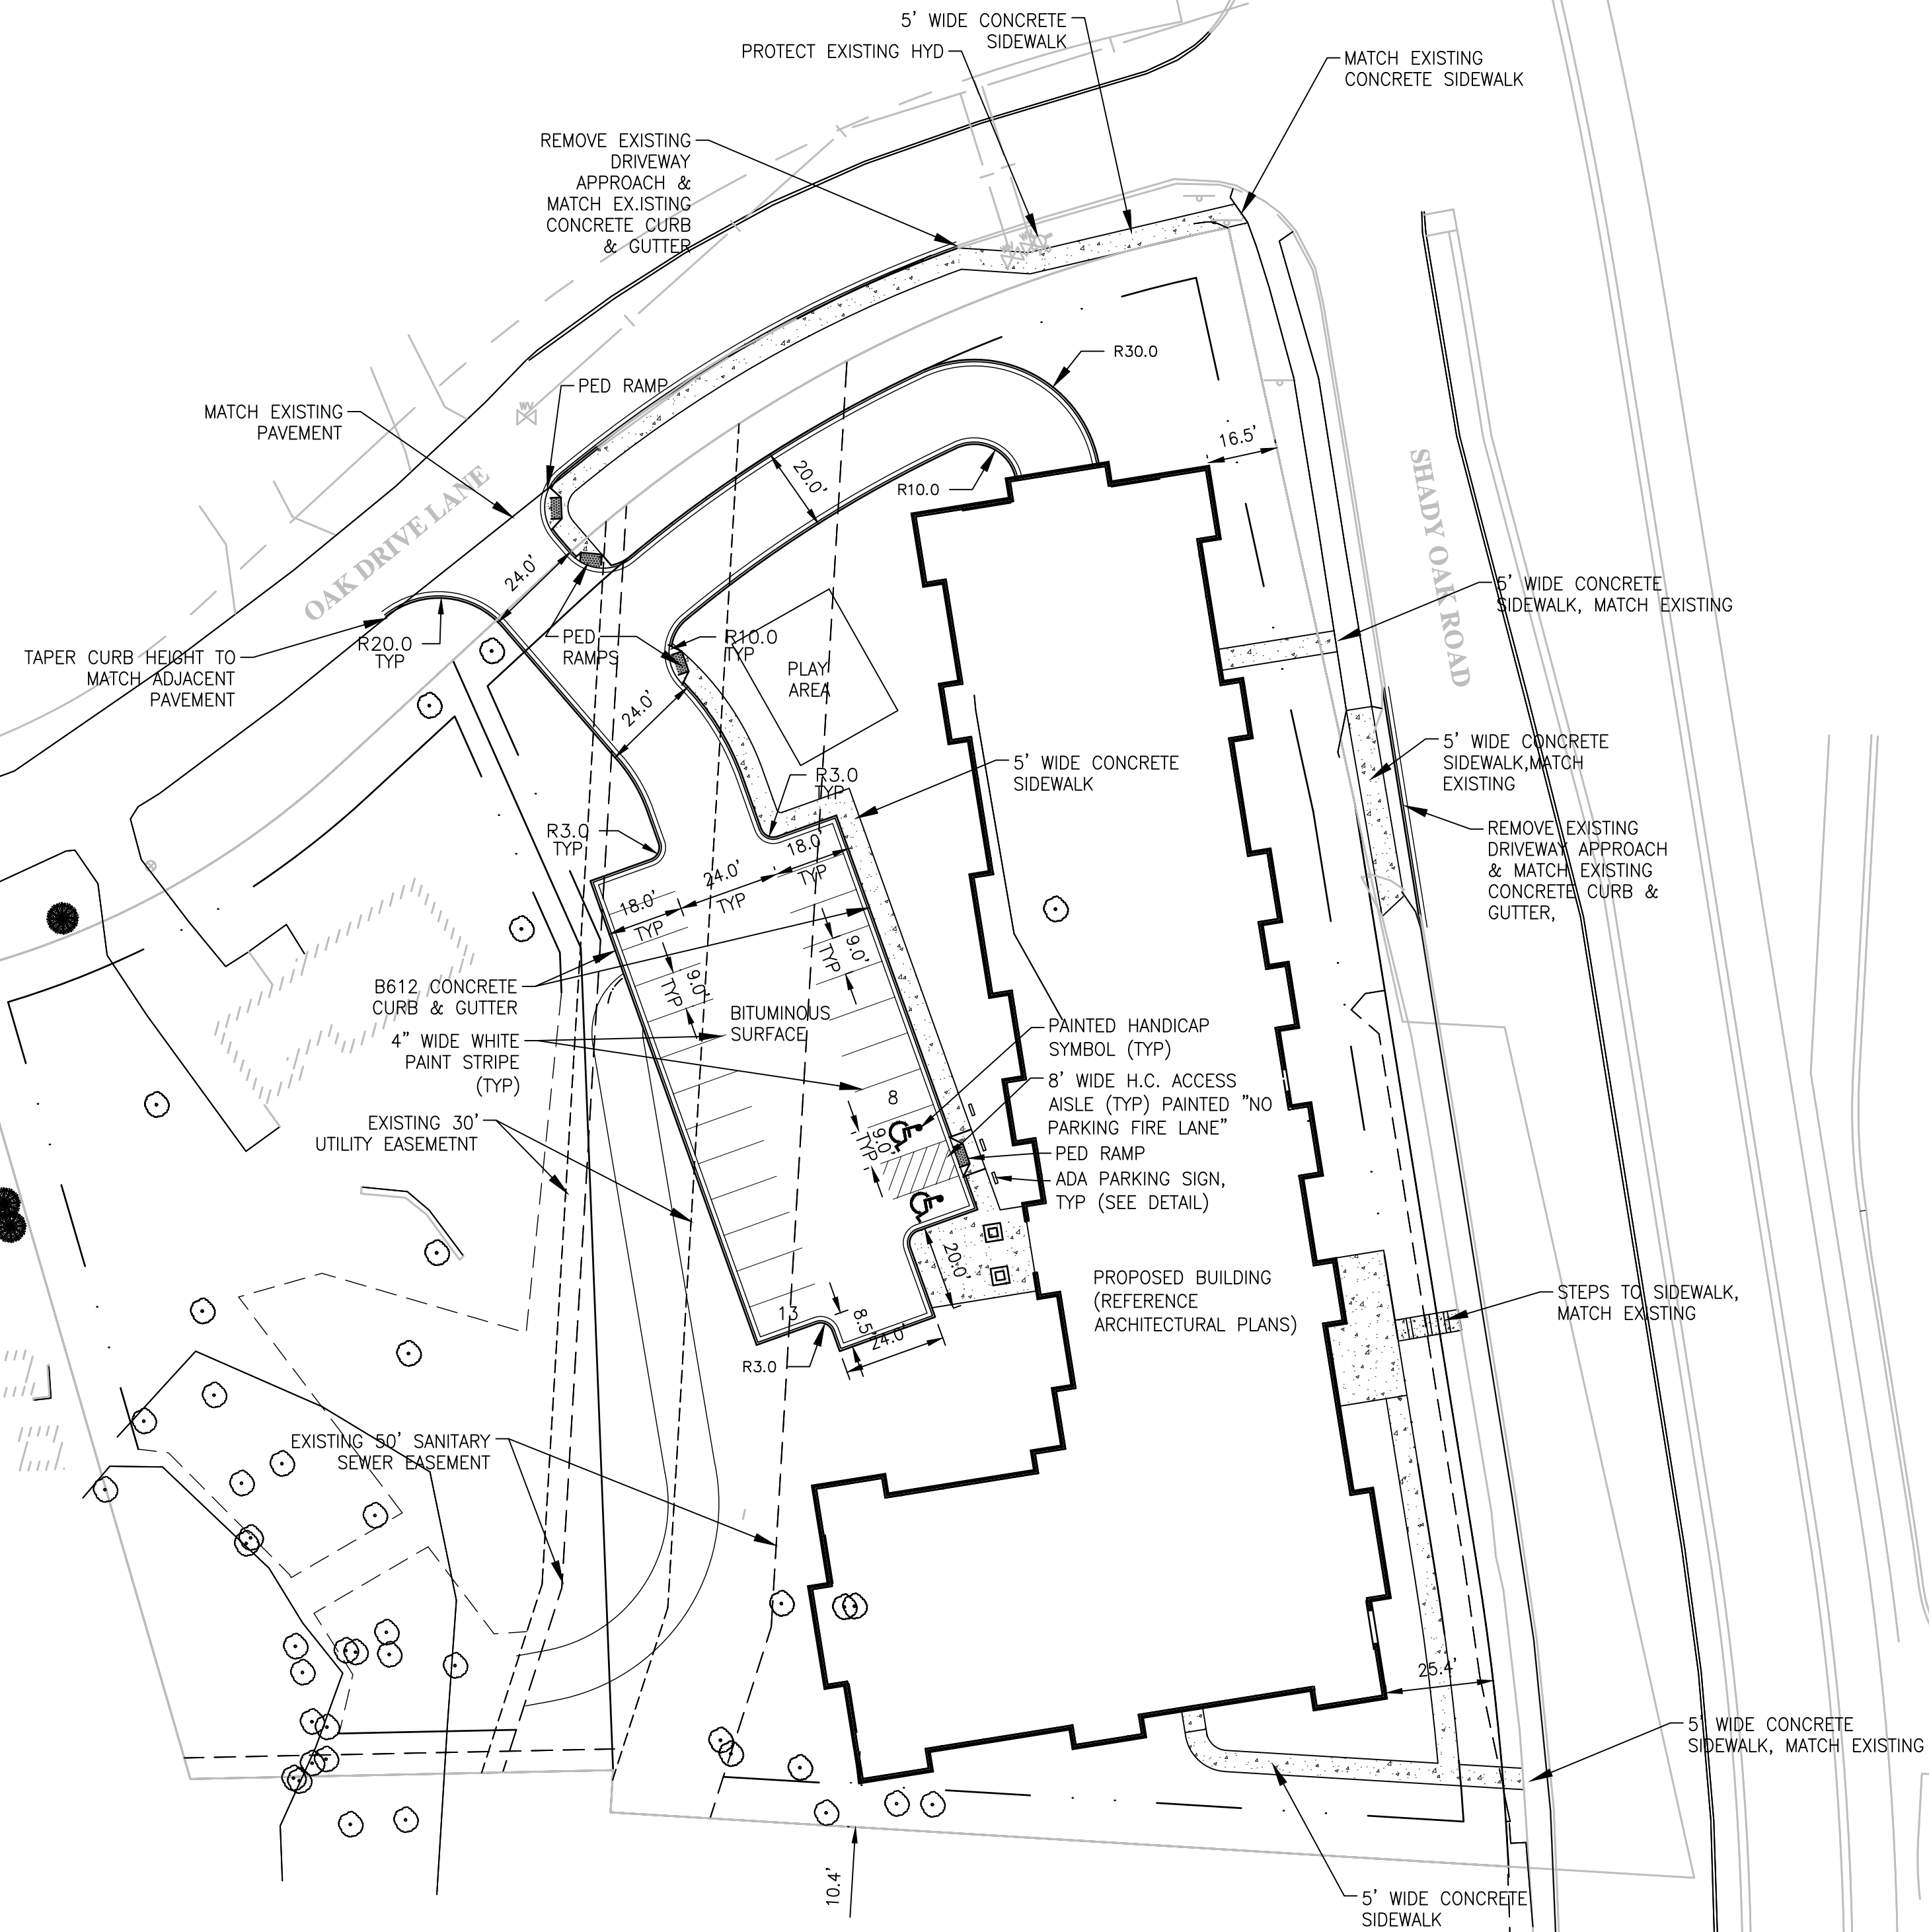 5' WIDE CONCRETE
SIDEWALK
PROTECT EXISTING HYD
MATCH EXISTING
CONCRETE SIDEWALK
REMOVE EXISTING
DRIVEWAY
APPROACH &
MATCH EX.ISTING
CONCRETE CURB
& GUTTER
WV
WV
R30.0
PED RAMP
MATCH EXISTING
PAVEMENT
WV
16.5'
20.0'
R10.0
OAK DRIVE LANE
SHADY OAK ROAD
24.0'
5' WIDE CONCRETE
SIDEWALK, MATCH EXISTING
R20.0
TYP
PED
RAMPS
R10.0
TYP
TAPER CURB HEIGHT TO
MATCH ADJACENT
PAVEMENT
PLAY
AREA
24.0'
5' WIDE CONCRETE
SIDEWALK,MATCH
EXISTING
5' WIDE CONCRETE
SIDEWALK
R3.0
TYP
R3.0
TYP
REMOVE EXISTING
DRIVEWAY APPROACH
& MATCH EXISTING
CONCRETE CURB &
GUTTER,
18.0'
TYP
24.0'
TYP
18.0'
TYP
9.0'
TYP
9.0'
TYP
B612 CONCRETE
CURB & GUTTER
BITUMINOUS
SURFACE
4" WIDE WHITE
PAINT STRIPE
(TYP)
PAINTED HANDICAP
SYMBOL (TYP)
8' WIDE H.C. ACCESS
AISLE (TYP) PAINTED "NO
PARKING FIRE LANE"
8
9.0'
TYP
EXISTING 30'
UTILITY EASEMETNT
PED RAMP
ADA PARKING SIGN,
TYP (SEE DETAIL)
20.0'
PROPOSED BUILDING
(REFERENCE
ARCHITECTURAL PLANS)
STEPS TO SIDEWALK,
MATCH EXISTING
13
8.5'
24.0'
R3.0
EXISTING 50' SANITARY
SEWER EASEMENT
25.4'
5' WIDE CONCRETE
SIDEWALK, MATCH EXISTING
10.4'
5' WIDE CONCRETE
SIDEWALK